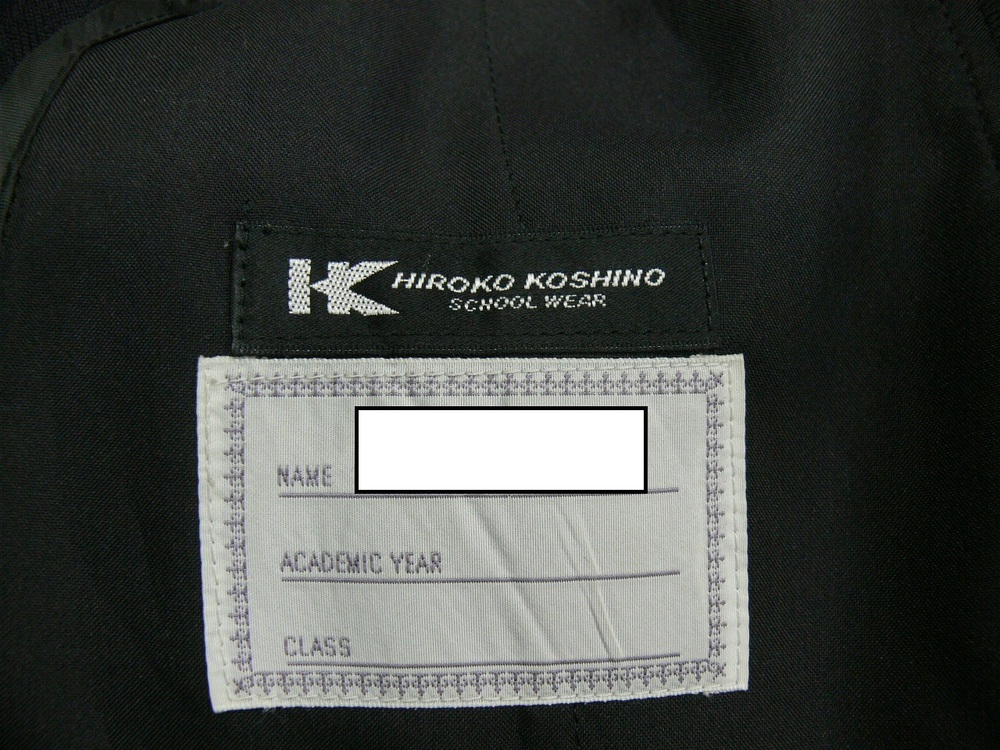 HK HIROKO KOSHINO
SCHOOL WEAR
NAME
ACADEMIC YEAR
CLASS